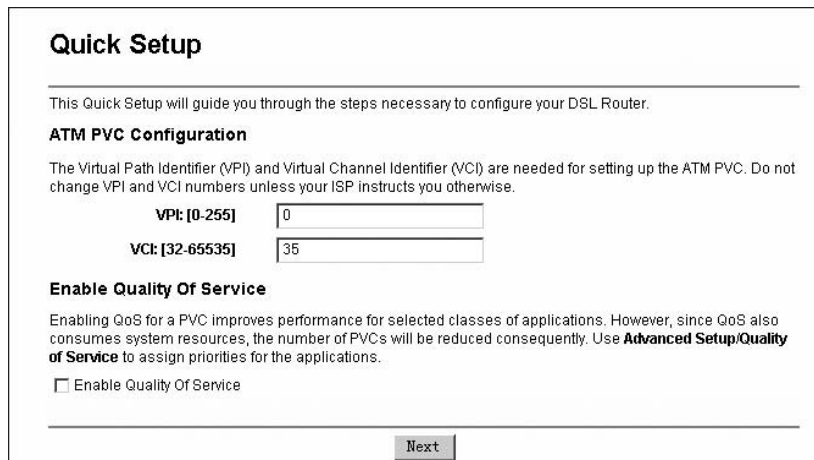 Quick Setup
This Quick Setup will guide you through the steps necessary to configure your DSL Router.
ATM PVC Configuration
The Virtual Path Identifier (VPI) and Virtual Channel Identifier (VCI) are needed for setting up the ATM PVC. Do not
change VPI and VCI numbers unless your ISP instructs you otherwise.
VPI: [0-255] 0
VCI: [32-65535] 35
Enable Quality Of Service
Enabling QoS for a PVC improves performance for selected classes of applications. However, since QoS also
consumes system resources, the number of PVCs will be reduced consequently. Use Advanced Setup/Quality
of Service to assign priorities for the applications.
Enable Quality Of Service
Next